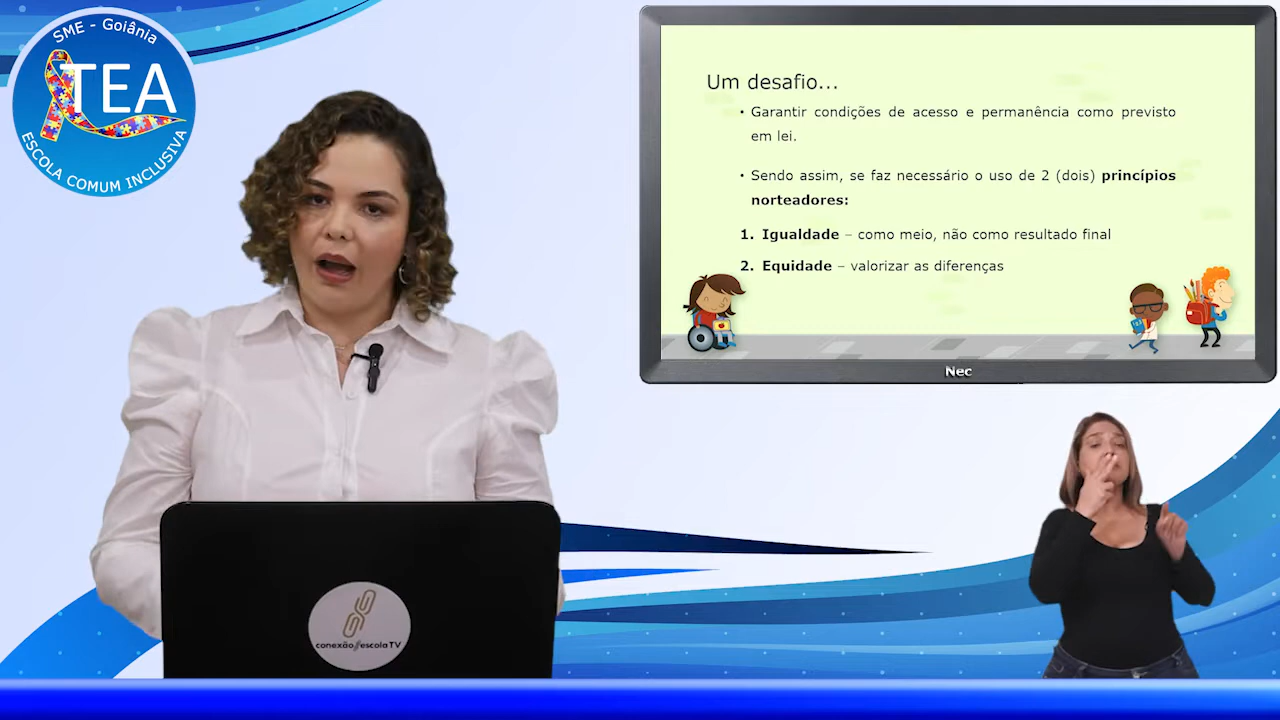 SME - Goiânia
TEA
ESCOLA COMUM INCLUSIVA
Um desafio...
• Garantir condições de acesso e permanência como previsto
em lei.
• Sendo assim, se faz necessário o uso de 2 (dois) princípios
norteadores:
1. Igualdade – como meio, não como resultado final
2. Equidade – valorizar as diferenças
Nec
conexão//escola TV